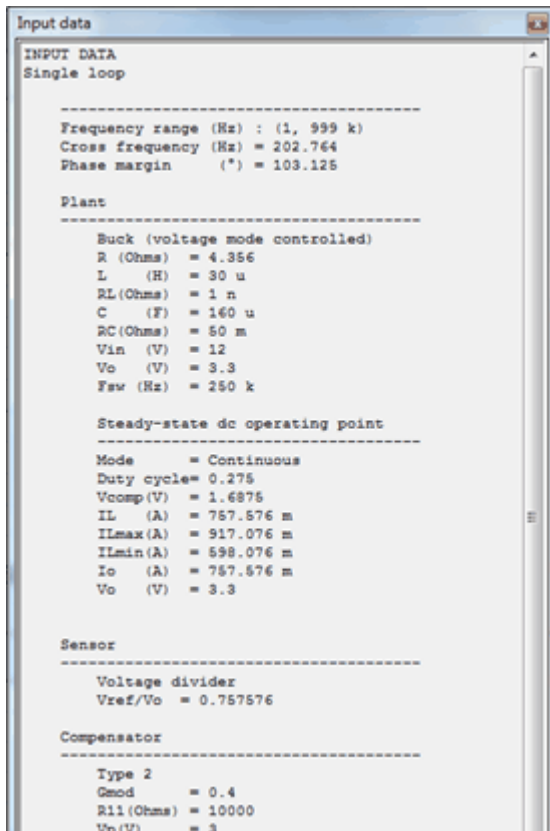 Input data
INPUT DATA
Single loop
----------------------------------------
Frequency range (Hz) : (1, 999 k)
Cross frequency (Hz) = 202.764
Phase margin (°) = 103.125
Plant
----------------------------------------
Buck (voltage mode controlled)
R (Ohms) = 4.356
L (H) = 30 u
RL(Ohms) = 1 n
C (F) = 160 u
RC(Ohms) = 50 m
Vin (V) = 12
Vo (V) = 3.3
Fsw (Hz) = 250 k
Steady-state dc operating point
------------------------------------
Mode = Continuous
Duty cycle= 0.275
Vcomp(V) = 1.6875
IL (A) = 757.576 m
ILmax(A) = 917.076 m
ILmin(A) = 598.076 m
Io (A) = 757.576 m
Vo (V) = 3.3
Sensor
----------------------------------------
Voltage divider
Vref/Vo = 0.757576
Compensator
----------------------------------------
Type 2
Gmod = 0.4
R11(Ohms) = 10000
Vp(V) = 3